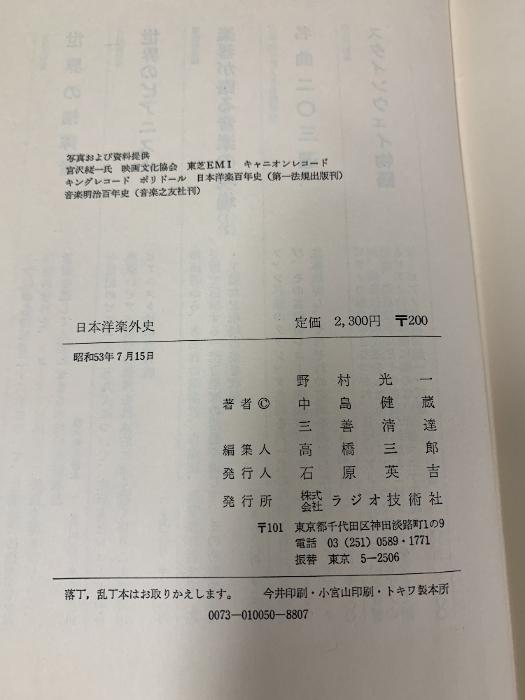 写真および資料提供
宮沢縦一氏 映画文化協会 東芝EMI キャニオンレコード
キングレコード ポリドール 日本洋楽百年史(第一法規出版刊)
音楽明治百年史(音楽之友社刊)
日本洋楽外史 定価 2,300円 〒200
昭和53年7月15日
野村光一
著者© 中島健蔵
三善清達
編集人 高橋三郎
発行人 石原英吉
発行所 株式会社 ラジオ技術社
〒101 東京都千代田区神田淡路町1の9
電話 03 (251) 0589・1771
振替 東京 5-2506
落丁,乱丁本はお取りかえします。 今井印刷・小宮山印刷・トキワ製本所
0073—010050—8807